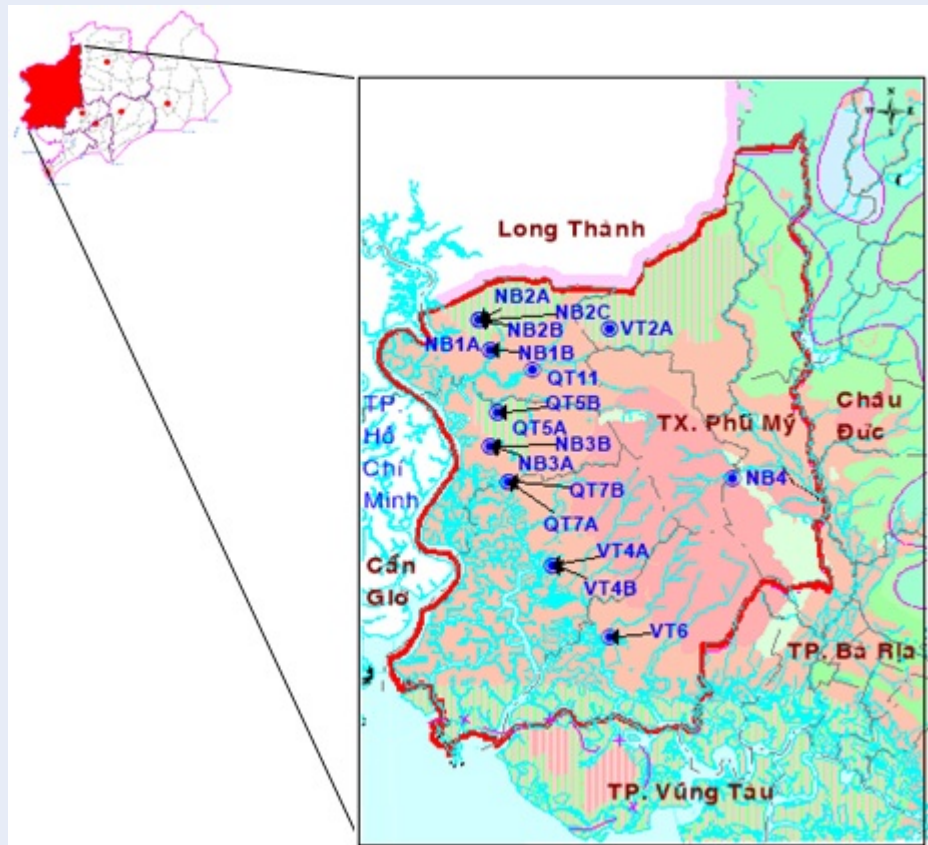 N
W E
Long Thành
NB2A
NB2C
NB2B
VT2A
NB1A
NB1B
QT11
QT5B
TP.
Hồ
Chí
Minh
QT5A
TX. Phú Mỹ
Châu
Đức
NB3B
NB3A
QT7B
NB4
QT7A
VT4A
Cần
Giơ
VT4B
VT6
TP. Bà Rịa
TP. Vũng Tàu